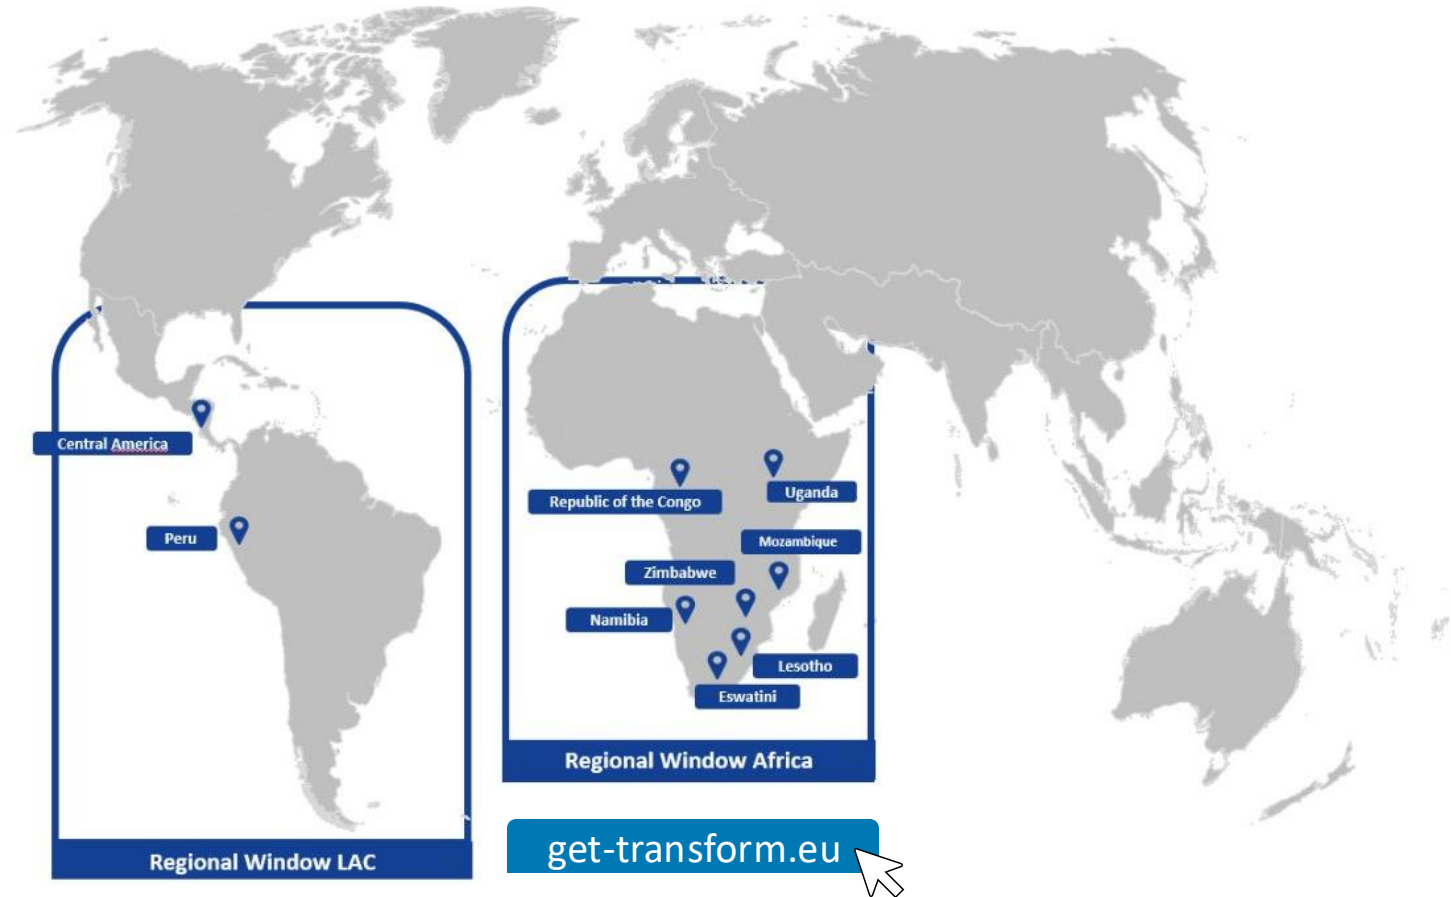 Central America
Peru
Regional Window LAC
Republic of the Congo
Uganda
Mozambique
Zimbabwe
Namibia
Lesotho
Eswatini
Regional Window Africa
get-transform.eu